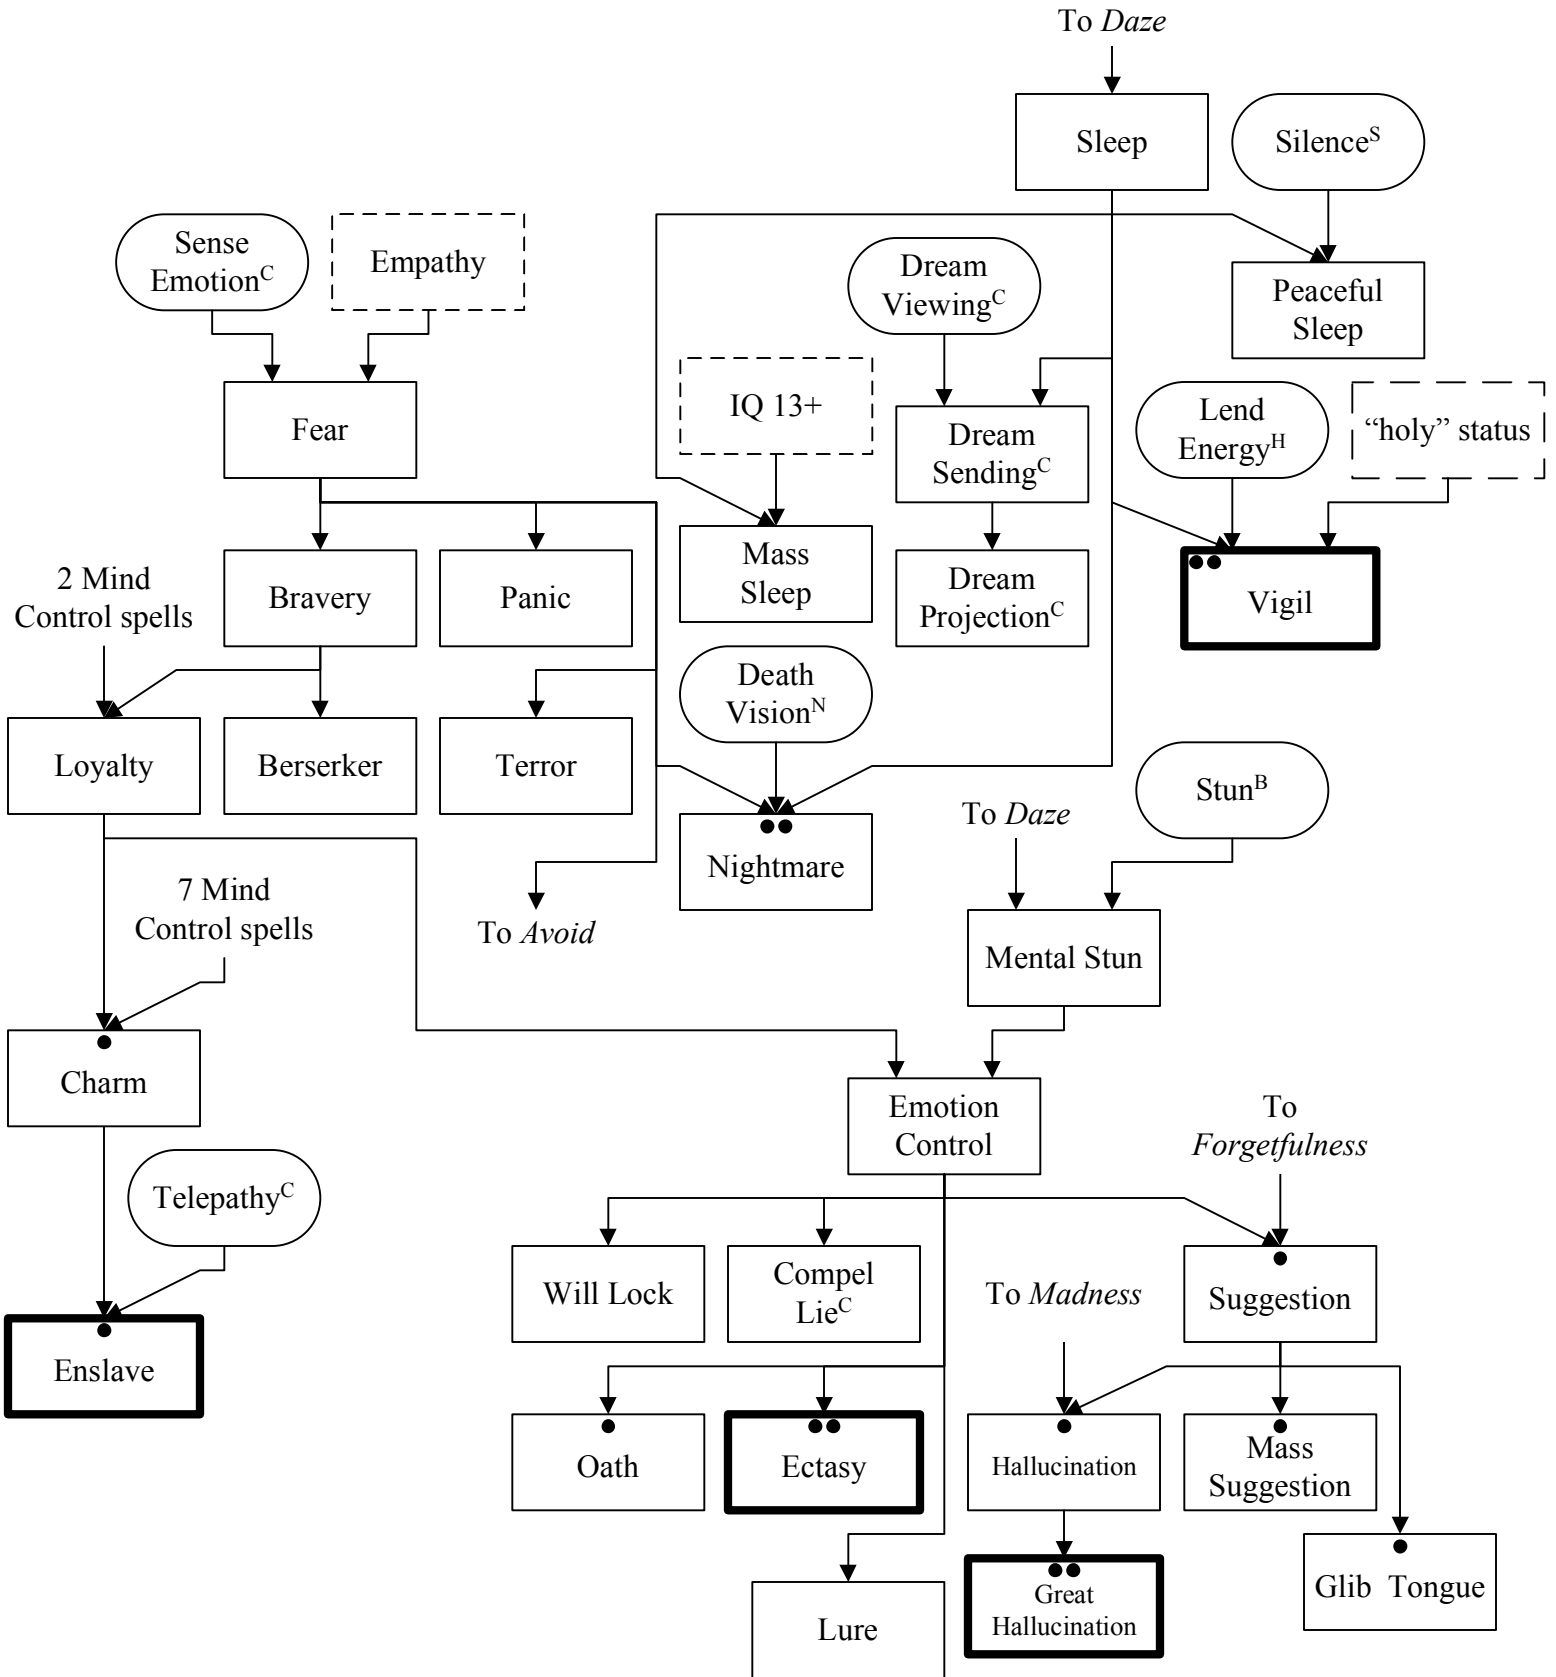 To Daze
Sleep
Silence^S
Sense
Emotion^C
Empathy
Dream
Viewing^C
Peaceful
Sleep
Fear
IQ 13+
Dream
Sending^C
Lend
Energy^H
“holy” status
2 Mind
Control spells
Bravery
Panic
Mass
Sleep
Dream
Projection^C
Vigil
Death
Vision^N
Loyalty
Berserker
Terror
Stun^B
To Daze
Nightmare
7 Mind
Control spells
To Avoid
Mental Stun
Charm
Emotion
Control
To
Forgetfulness
Telepathy^C
Will Lock
Compel
Lie^C
To Madness
Suggestion
Enslave
Oath
Ectasy
Hallucination
Mass
Suggestion
Great
Hallucination
Glib Tongue
Lure